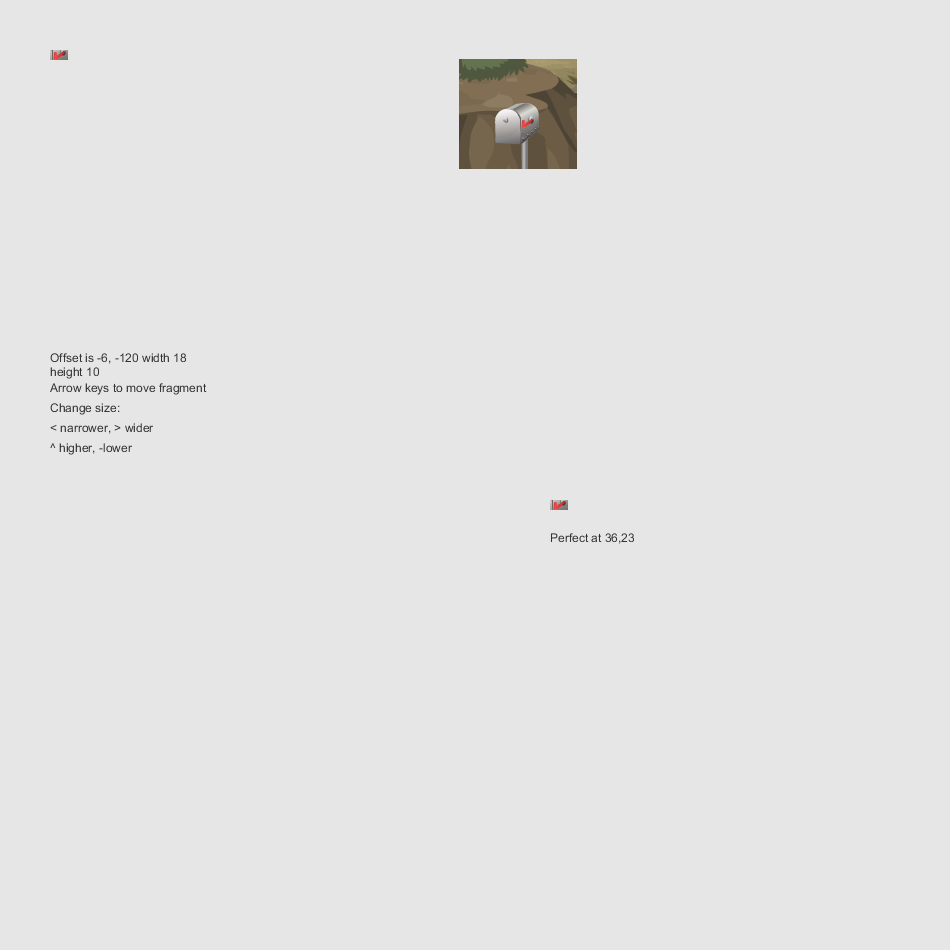 Offset is -6, -120 width 18
height 10
Arrow keys to move fragment
Change size:
< narrower, > wider
^ higher, -lower
Perfect at 36,23